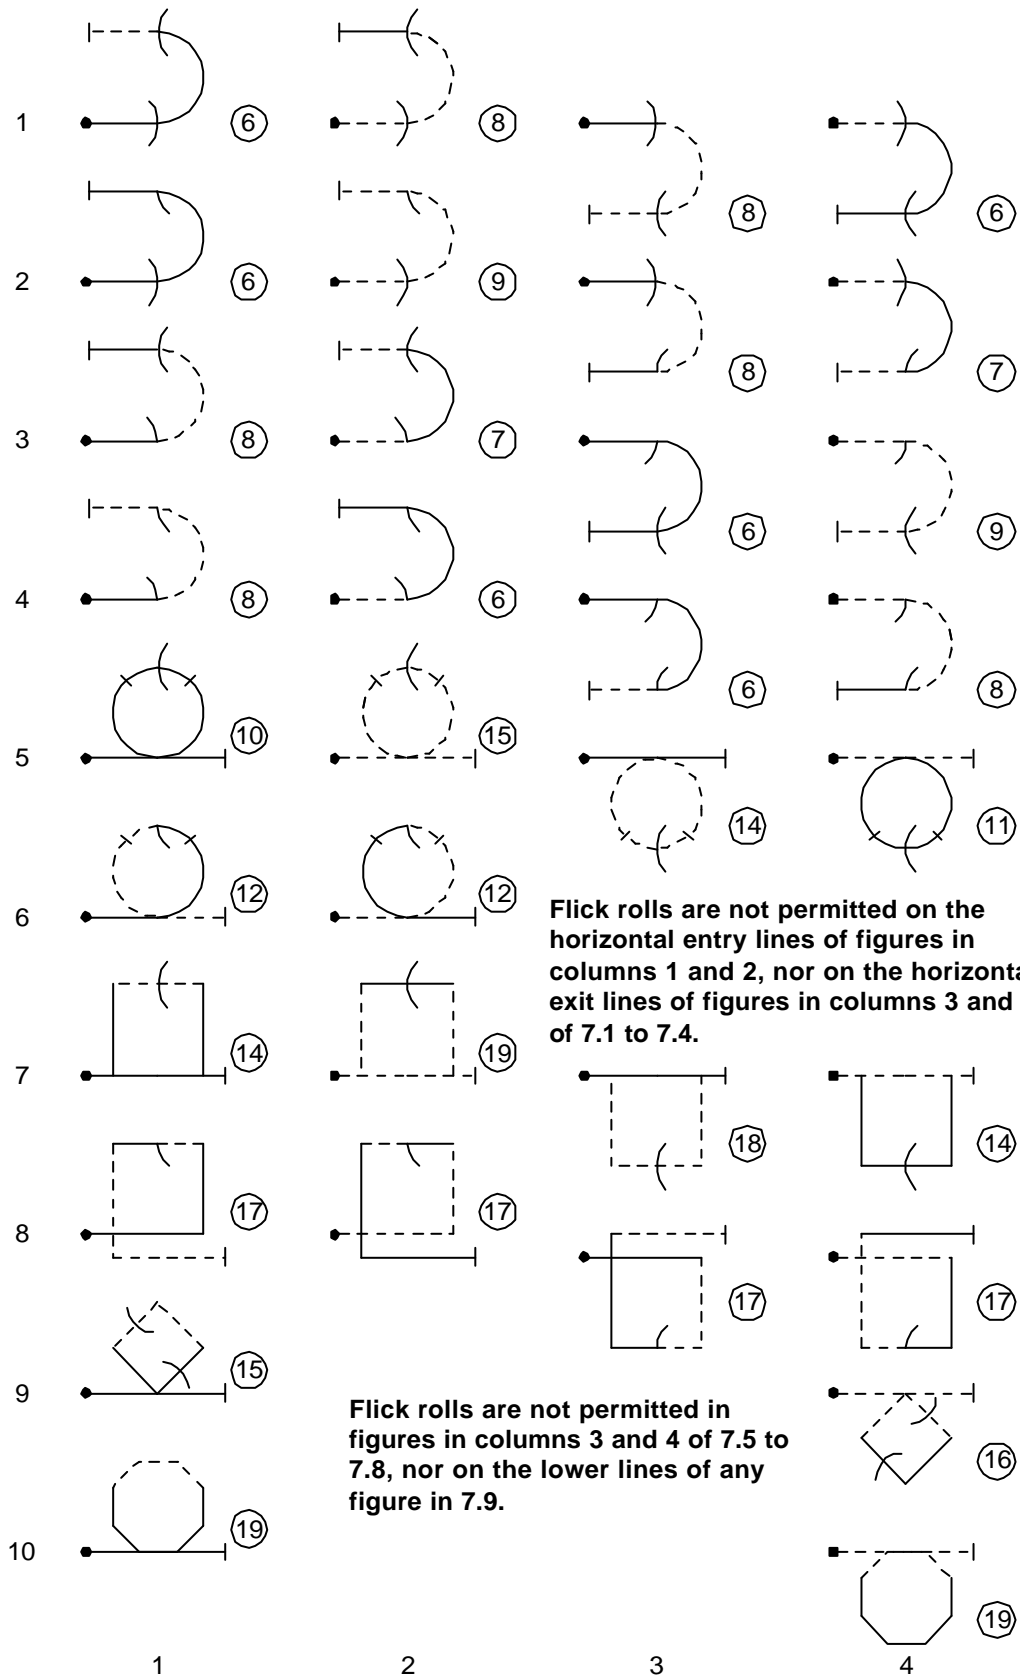 1 6 8
8 6
2 6 9
8 7
3 8 7
6 9
4 8 6
6 8
5 10 15
14 11
6 12 12
Flick rolls are not permitted on the
horizontal entry lines of figures in
columns 1 and 2, nor on the horizonta
exit lines of figures in columns 3 and
of 7.1 to 7.4.
7 14 19
18 14
8 17 17
17 17
9 15
Flick rolls are not permitted in
figures in columns 3 and 4 of 7.5 to
7.8, nor on the lower lines of any
figure in 7.9.
16
10 19
19
1 2 3 4